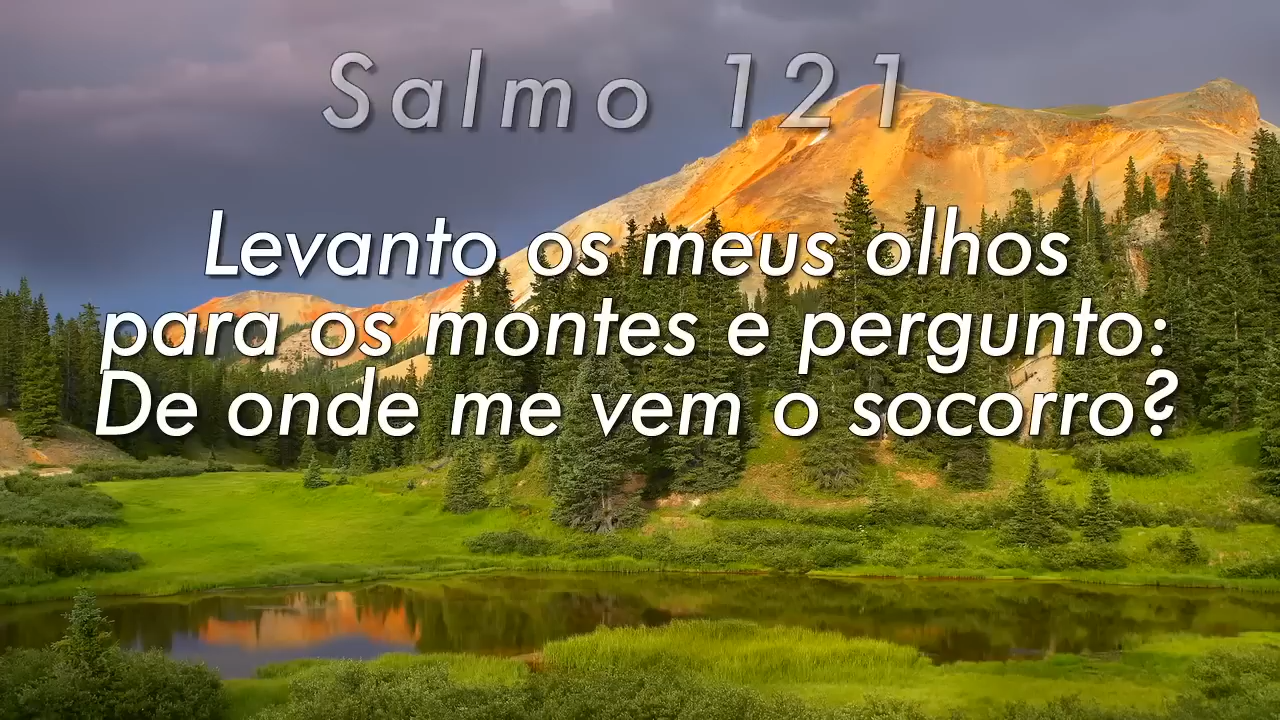 Salmo 121
Levanto os meus olhos
para os montes e pergunto:
De onde me vem o socorro?